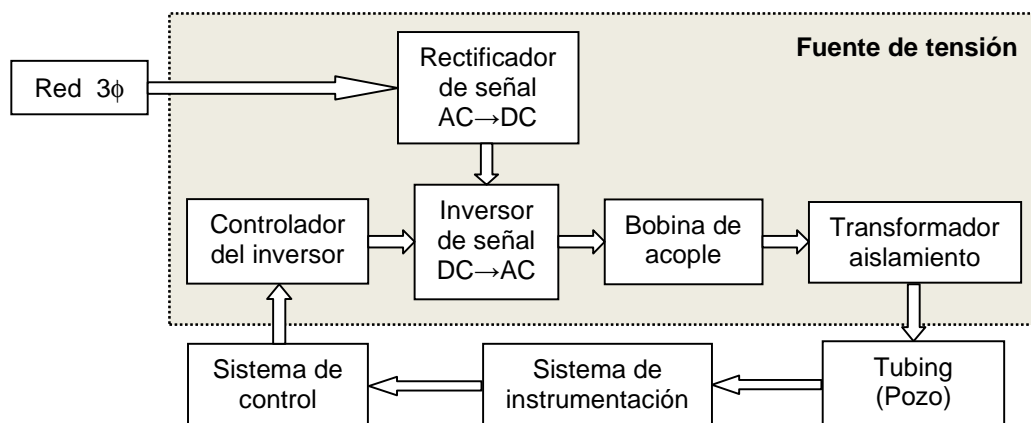 Fuente de tensión
Red 3ϕ
Rectificador
de señal
AC→DC
Controlador
del inversor
Inversor
de señal
DC→AC
Bobina de
acople
Transformador
aislamiento
Sistema de
control
Sistema de
instrumentación
Tubing
(Pozo)